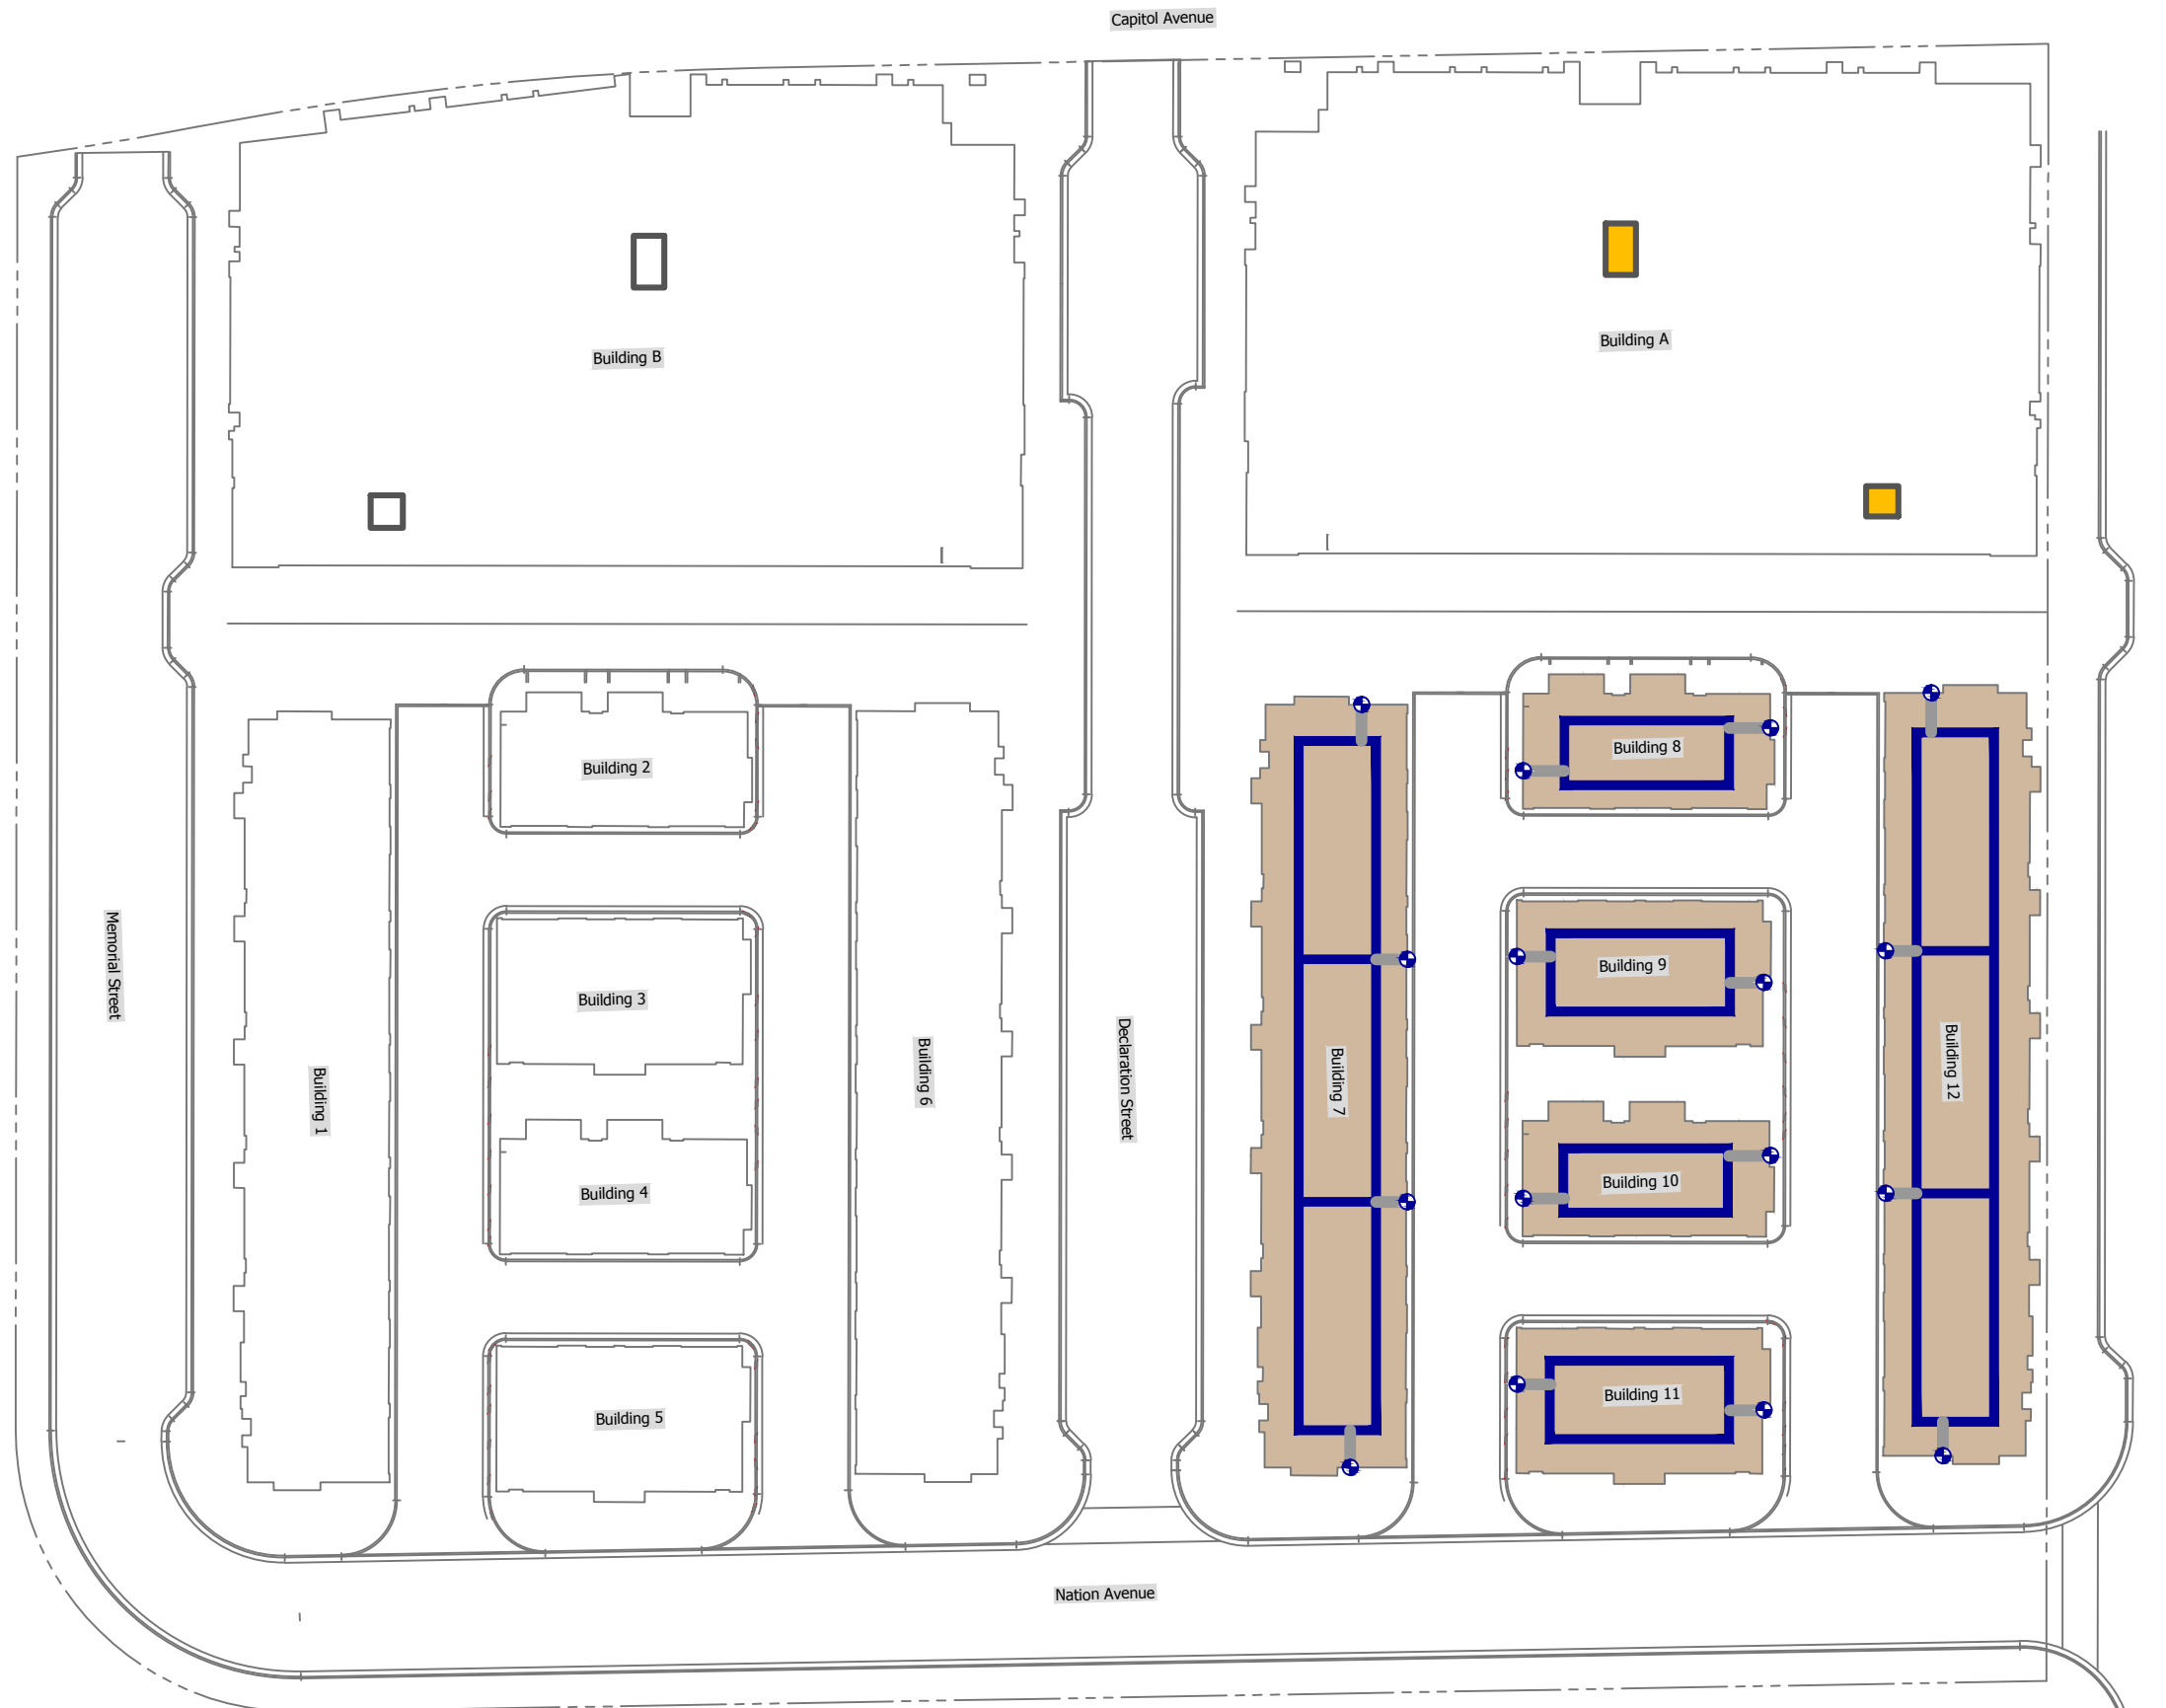 Capitol Avenue
Building B
Building A
Building 2
Building 8
Memorial Street
Building 3
Building 9
Building 1
Building 6
Declaration Street
Building 7
Building 12
Building 4
Building 10
Building 5
Building 11
Nation Avenue